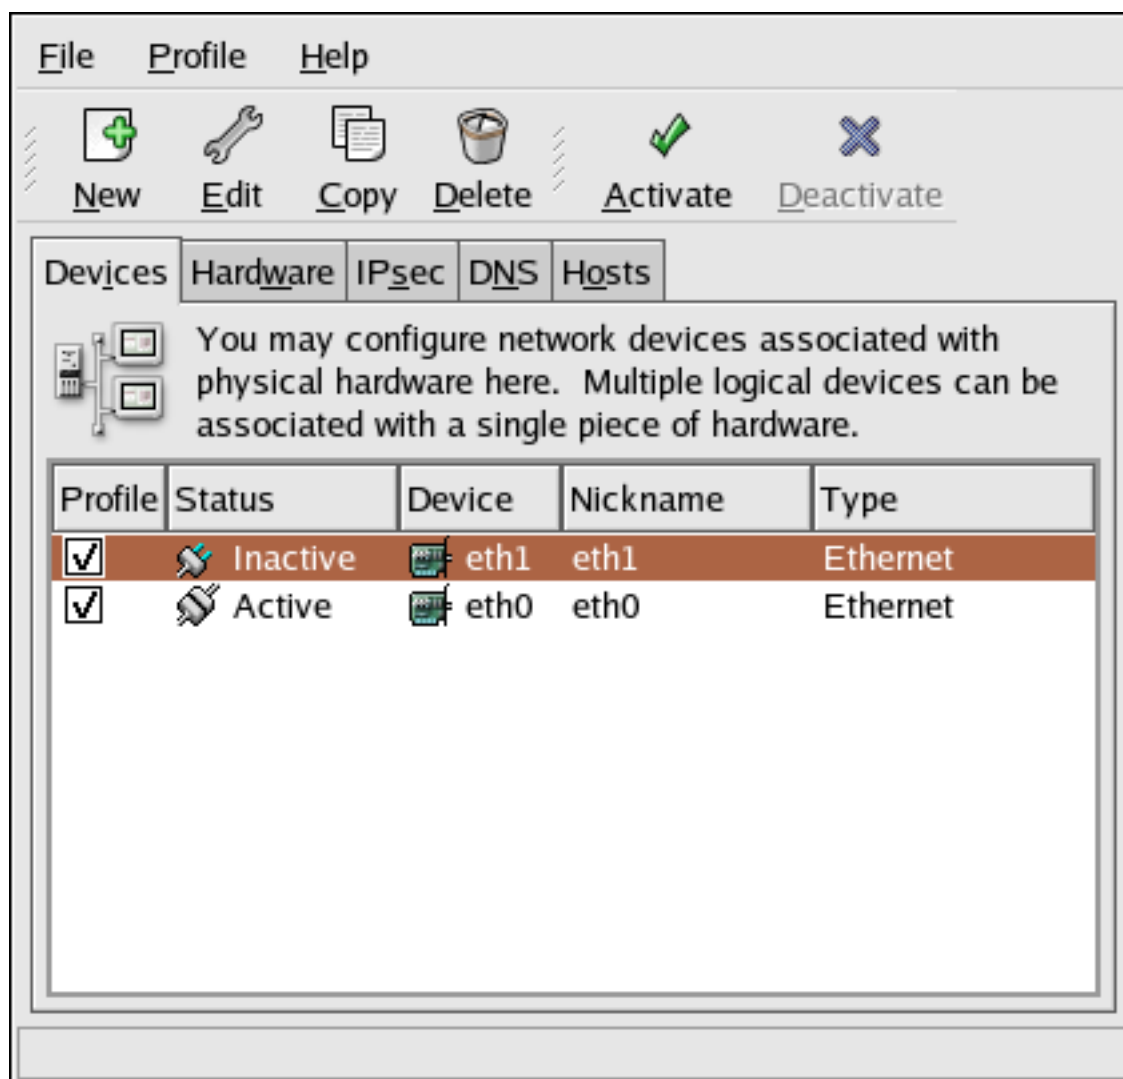 File Profile Help
New Edit Copy Delete Activate Deactivate
Devices Hardware IPsec DNS Hosts
You may configure network devices associated with
physical hardware here.  Multiple logical devices can be
associated with a single piece of hardware.
Profile Status Device Nickname Type
Inactive eth1 eth1 Ethernet
Active eth0 eth0 Ethernet